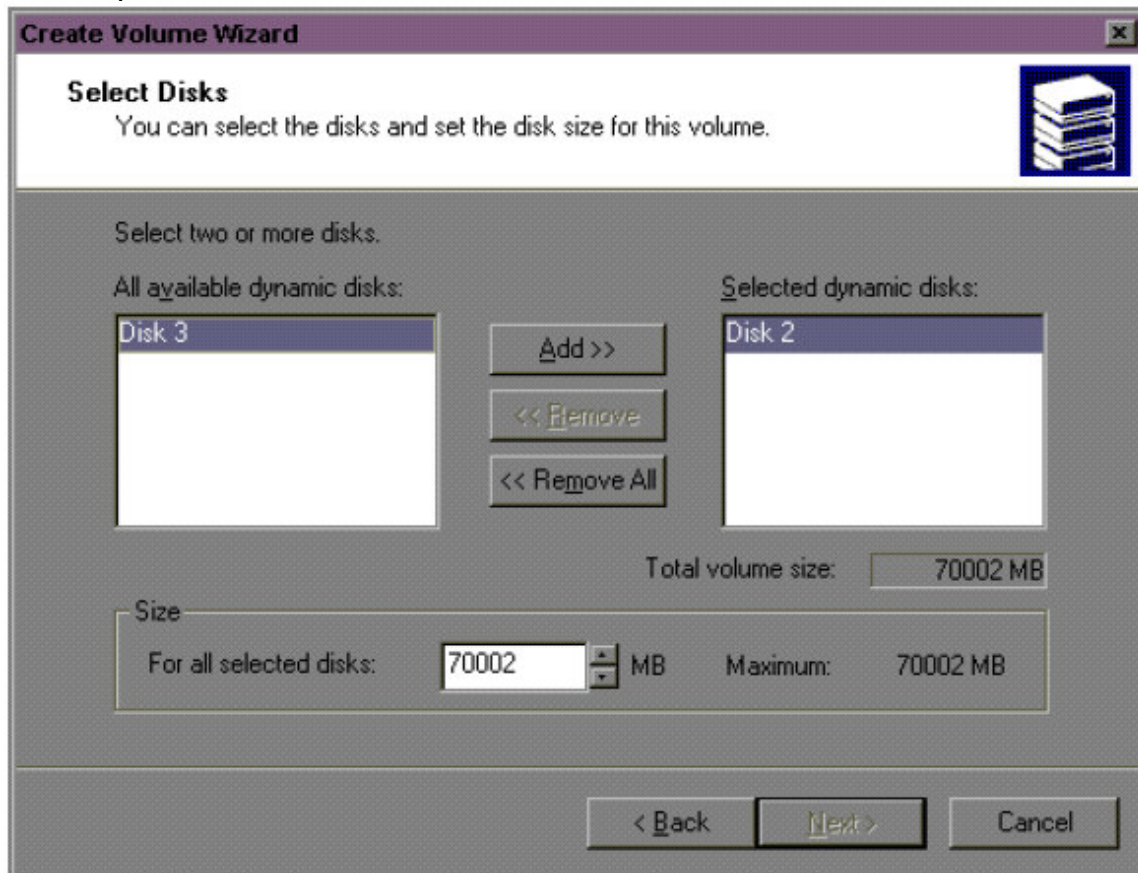 Create Volume Wizard
Select Disks
You can select the disks and set the disk size for this volume.
Select two or more disks.
All available dynamic disks:
Selected dynamic disks:
Disk 3
Add >>
Disk 2
<< Remove
<< Remove All
Total volume size: 70002 MB
Size
For all selected disks: 70002 MB Maximum: 70002 MB
< Back Next > Cancel